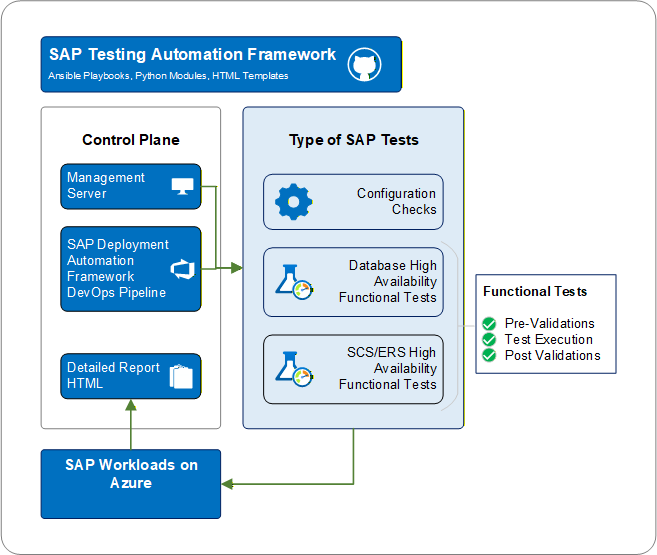 SAP Testing Automation Framework
Ansible Playbooks, Python Modules, HTML Templates
Control Plane
Management
Server
SAP Deployment
Automation
Framework
DevOps Pipeline
Detailed Report
HTML
SAP Workloads on
Azure
Type of SAP Tests
Configuration
Checks
Database High
Availability
Functional Tests
SCS/ERS High
Availability
Functional Tests
Functional Tests
Pre-Validations
Test Execution
Post Validations